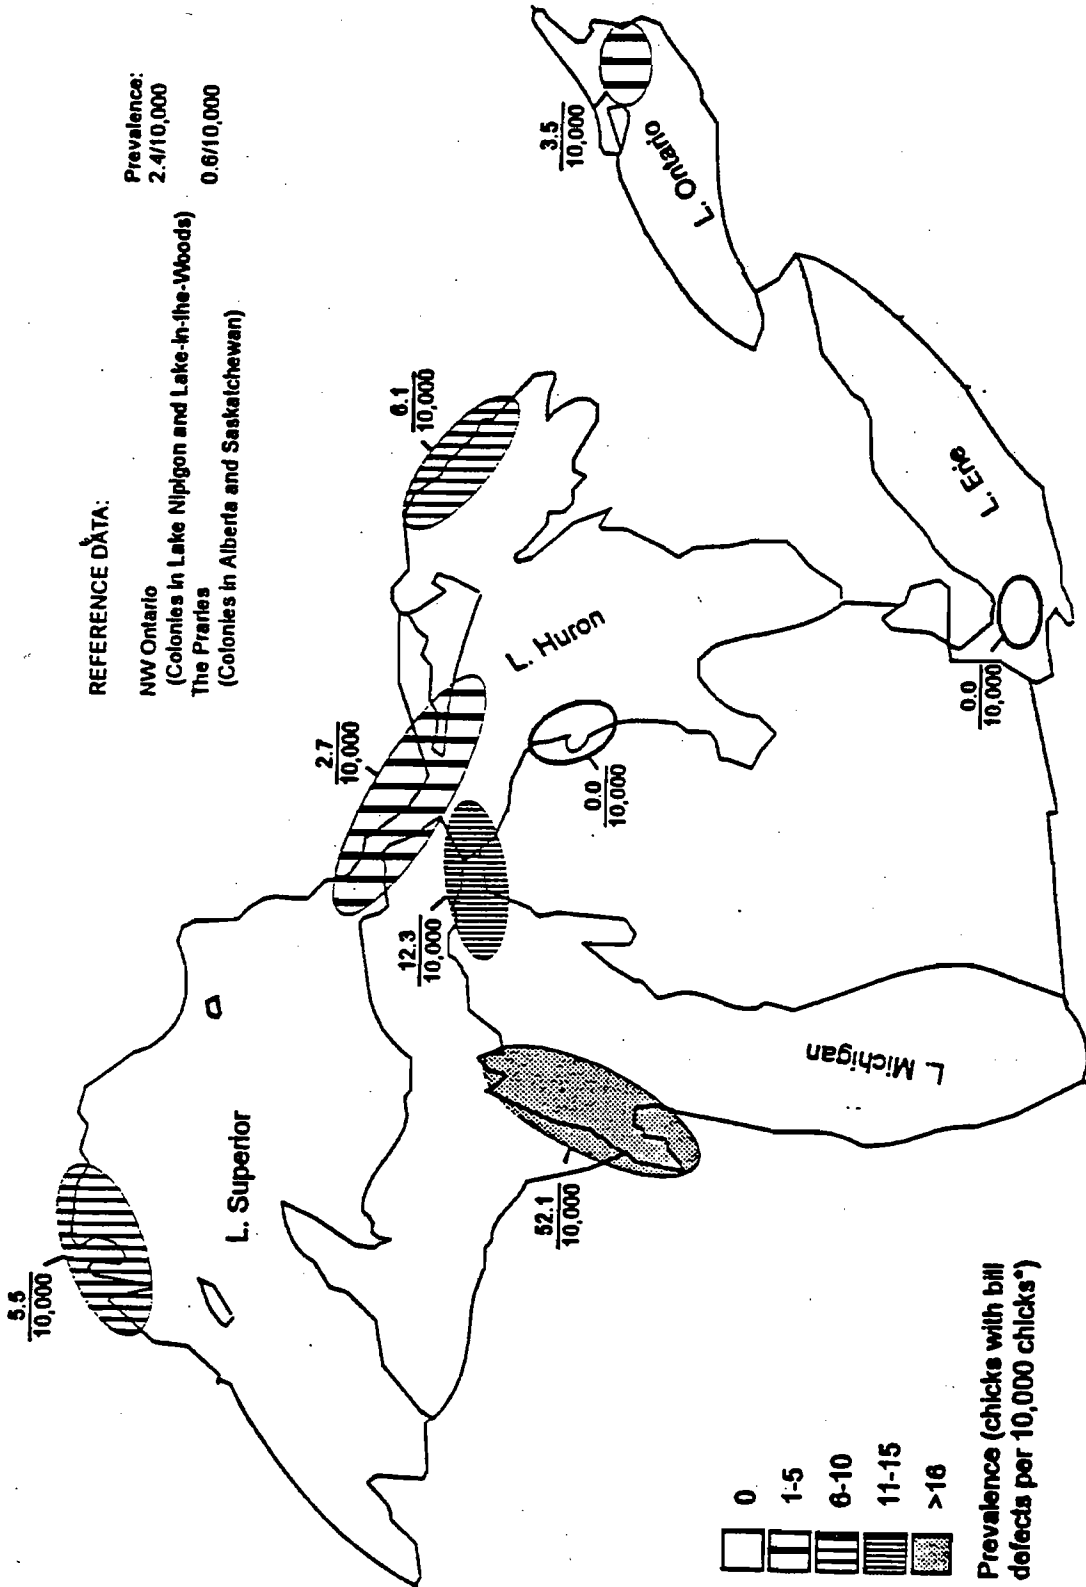 REFERENCE DATA:
Prevalence:
NW Ontario
2.4/10,000
(Colonies in Lake Nipigon and Lake-in-the-Woods)
The Praries
0.6/10,000
(Colonies in Alberta and Saskatchewan)
5.5
10,000
L. Superior
2.7
10,000
6.1
10,000
3.5
10,000
L. Ontario
12.3
10,000
L. Huron
0.0
10,000
52.1
10,000
L. Michigan
L. Erie
0.0
10,000
0
1-5
6-10
11-15
>16
Prevalence (chicks with bill
defects per 10,000 chicks*)